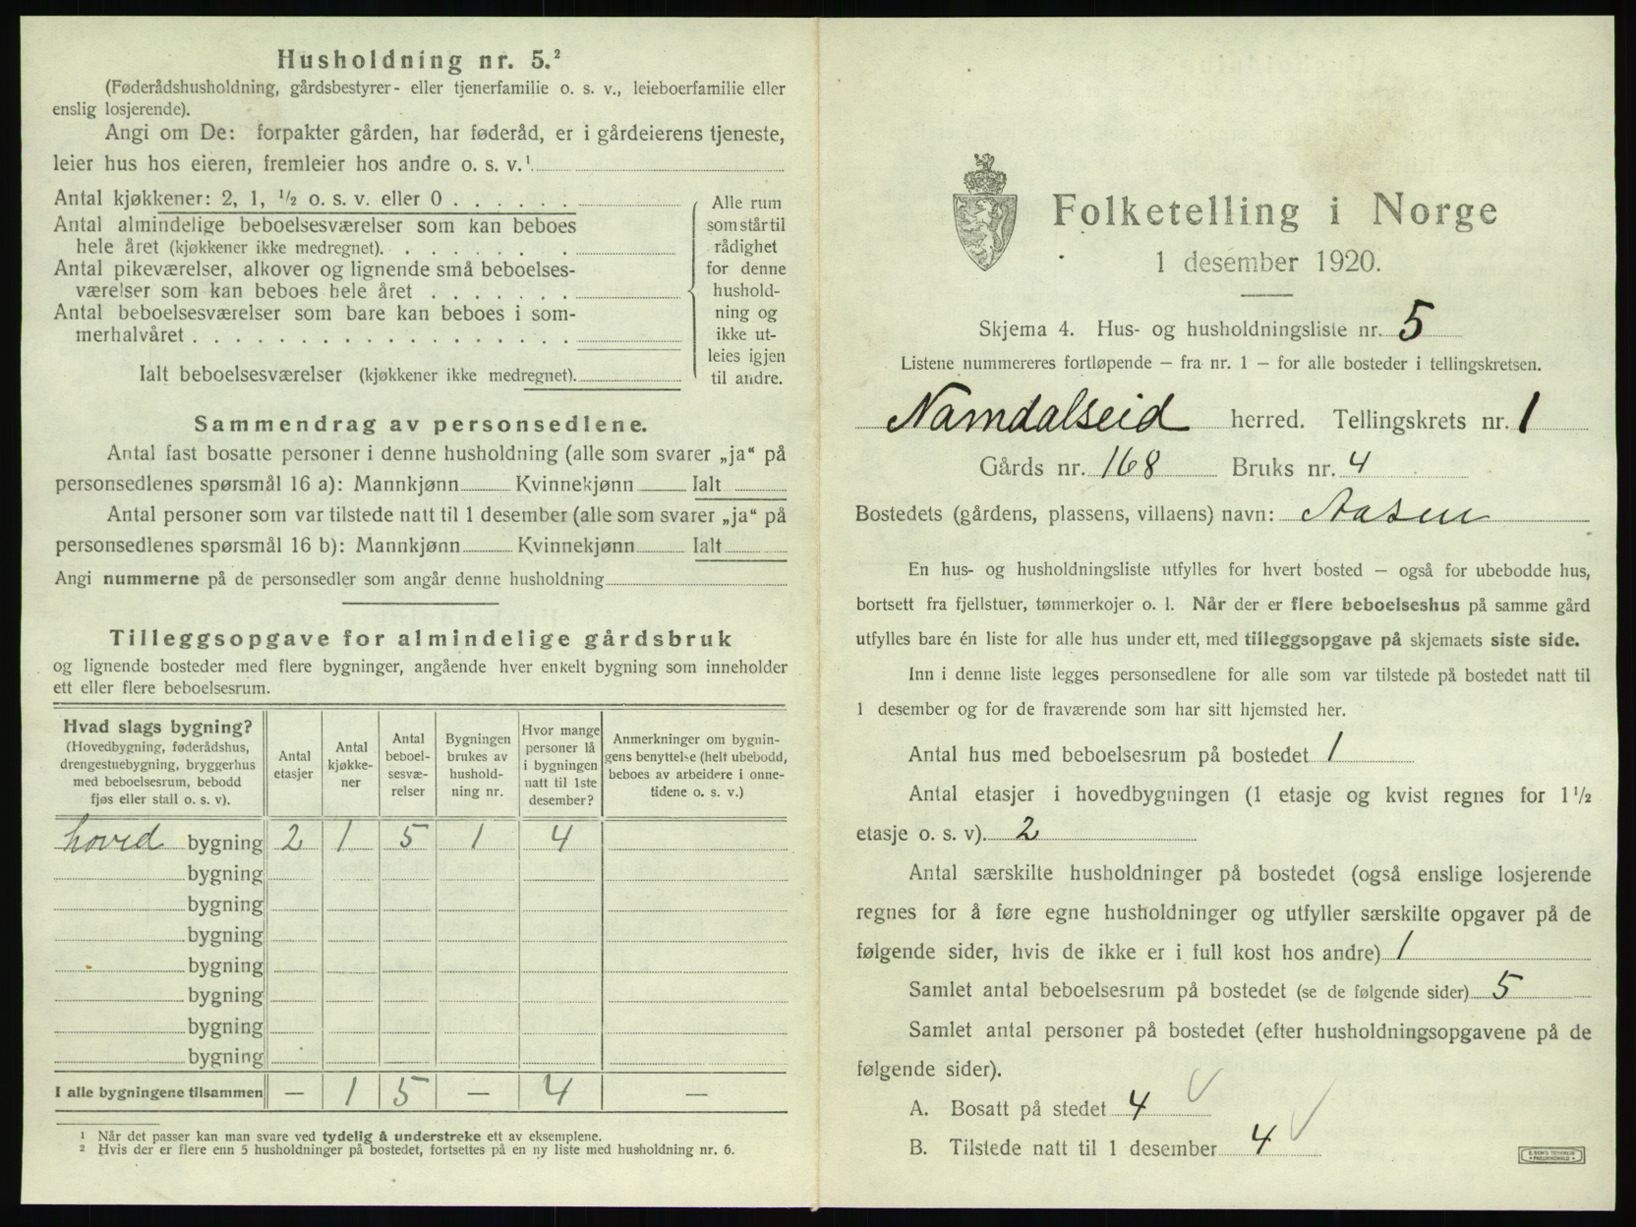 Husholdning nr. 5.²
(Føderådshusholdning, gårdsbestyrer- eller tjenerfamilie o. s. v., leieboerfamilie eller
enslig losjerende).
Angi om De: forpakter gården, har føderåd, er i gårdeierens tjeneste,
leier hus hos eieren, fremleier hos andre o. s. v.¹
Antal kjøkkener: 2, 1, ¹/₂ o. s. v. eller 0 . . . . . .
Antal almindelige beboelsesværelser som kan beboes
hele året (kjøkkener ikke medregnet). . . . . . . .
Antal pikeværelser, alkover og lignende små beboelses-
værelser som kan beboes hele året . . . . . . .
Antal beboelsesværelser som bare kan beboes i som-
merhalvåret . . . . . . . . . . . . . . . . . .
Ialt beboelsesværelser (kjøkkener ikke medregnet).
Alle rum
som står til
rådighet
for denne
hushold-
ning og
ikke ut-
leies igjen
til andre.
Sammendrag av personsedlene.
Antal fast bosatte personer i denne husholdning (alle som svarer „ja“ på
personsedlenes spørsmål 16 a): Mannkjønn Kvinnekjønn Ialt
Antal personer som var tilstede natt til 1 desember (alle som svarer „ja“ på
personsedlenes spørsmål 16 b): Mannkjønn Kvinnekjønn Ialt
Angi nummerne på de personsedler som angår denne husholdning
Tilleggsopgave for almindelige gårdsbruk
og lignende bosteder med flere bygninger, angående hver enkelt bygning som inneholder
ett eller flere beboelsesrum.
Hvad slags bygning?
(Hovedbygning, føderådshus,
drengestuebygning, bryggerhus
med beboelsesrum, bebodd
fjøs eller stall o. s. v).
Antal
etasjer
Antal
kjøkke-
ner
Antal
beboel-
sesvæ-
relser
Bygningen
brukes av
hushold-
ning nr.
Hvor mange
personer lå
i bygningen
natt til 1ste
desember?
Anmerkninger om bygnin-
gens benyttelse (helt ubebodd,
beboes av arbeidere i onne-
tidene o. s. v.)
hoved bygning 2 1 5 1 4
bygning
bygning
bygning
bygning
bygning
bygning
bygning
I alle bygningene tilsammen — 1 5 — 4 —
¹ Når det passer kan man svare ved tydelig å understreke ett av eksemplene.
² Hvis der er flere enn 5 husholdninger på bostedet, fortsettes på en ny liste med husholdning nr. 6.
Folketelling i Norge
1 desember 1920.
Skjema 4. Hus- og husholdningsliste nr. 5
Listene nummereres fortløpende — fra nr. 1 — for alle bosteder i tellingskretsen.
Namdalseid herred. Tellingskrets nr. 1
Gårds nr. 168 Bruks nr. 4
Bostedets (gårdens, plassens, villaens) navn: Aasen
En hus- og husholdningsliste utfylles for hvert bosted — også for ubebodde hus,
bortsett fra fjellstuer, tømmerkojer o. l. Når der er flere beboelseshus på samme gård
utfylles bare én liste for alle hus under ett, med tilleggsopgave på skjemaets siste side.
Inn i denne liste legges personsedlene for alle som var tilstede på bostedet natt til
1 desember og for de fraværende som har sitt hjemsted her.
Antal hus med beboelsesrum på bostedet 1
Antal etasjer i hovedbygningen (1 etasje og kvist regnes for 1¹/₂
etasje o. s. v). 2
Antal særskilte husholdninger på bostedet (også enslige losjerende
regnes for å føre egne husholdninger og utfyller særskilte opgaver på de
følgende sider, hvis de ikke er i full kost hos andre) 1
Samlet antal beboelsesrum på bostedet (se de følgende sider) 5
Samlet antal personer på bostedet (efter husholdningsopgavene på de
følgende sider).
A. Bosatt på stedet 4
B. Tilstede natt til 1 desember 4